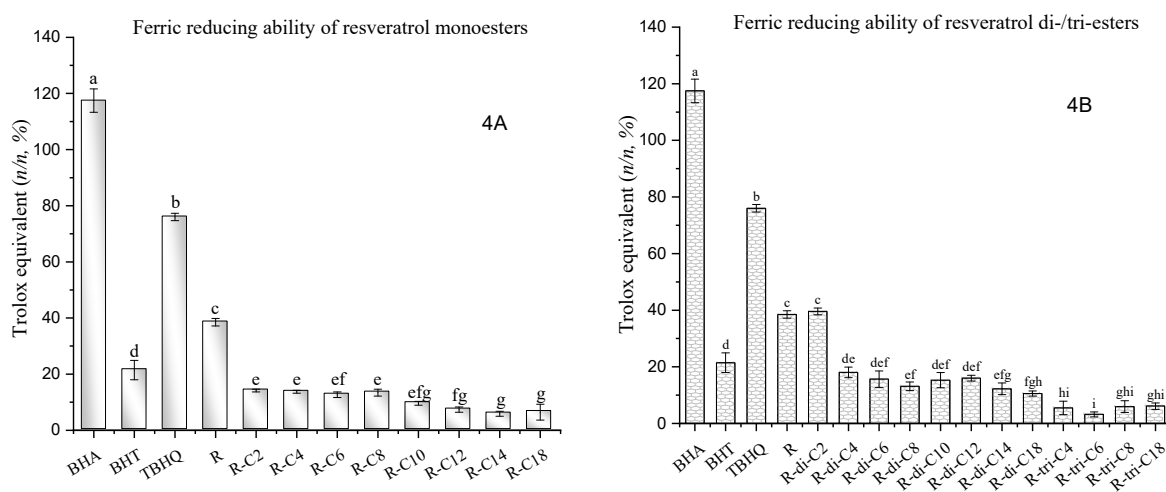 Ferric reducing ability of resveratrol monoesters
4A
Trolox equivalent (n/n, %)
140
120
100
80
60
40
20
0
a
d
b
c
e
e
ef
e
efg
fg
g
g
BHA
BHT
TBHQ
R
R-C2
R-C4
R-C6
R-C8
R-C10
R-C12
R-C14
R-C18
Ferric reducing ability of resveratrol di-/tri-esters
4B
Trolox equivalent (n/n, %)
140
120
100
80
60
40
20
0
a
d
b
c
c
de
def
ef
def
def
efg
fgh
hi
i
ghi
ghi
BHA
BHT
TBHQ
R
R-di-C2
R-di-C4
R-di-C6
R-di-C8
R-di-C10
R-di-C12
R-di-C14
R-di-C18
R-tri-C4
R-tri-C6
R-tri-C8
R-tri-C18